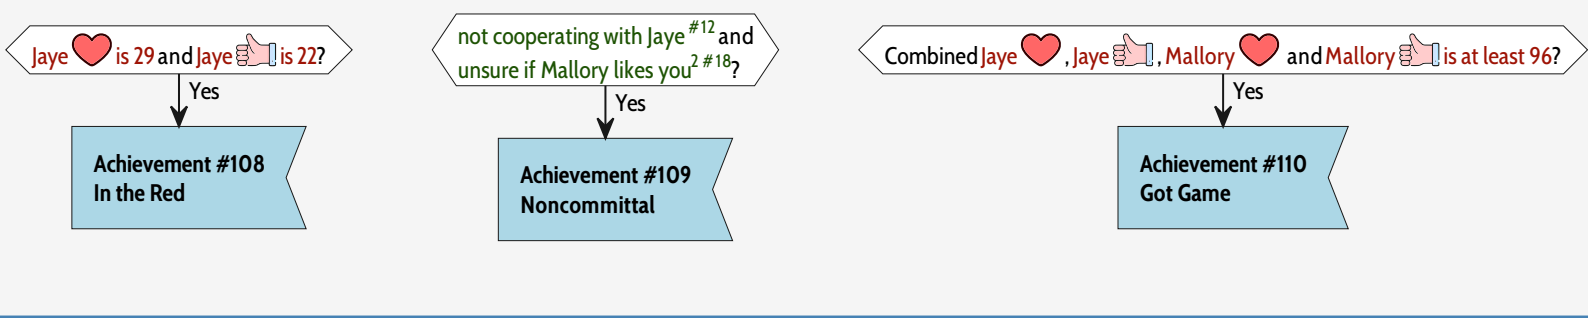 Jaye is 29 and Jaye is 22?
Yes
Achievement #108
In the Red
not cooperating with Jaye #12 and
unsure if Mallory likes you2 #18?
Yes
Achievement #109
Noncommittal
Combined Jaye , Jaye , Mallory and Mallory is at least 96?
Yes
Achievement #110
Got Game